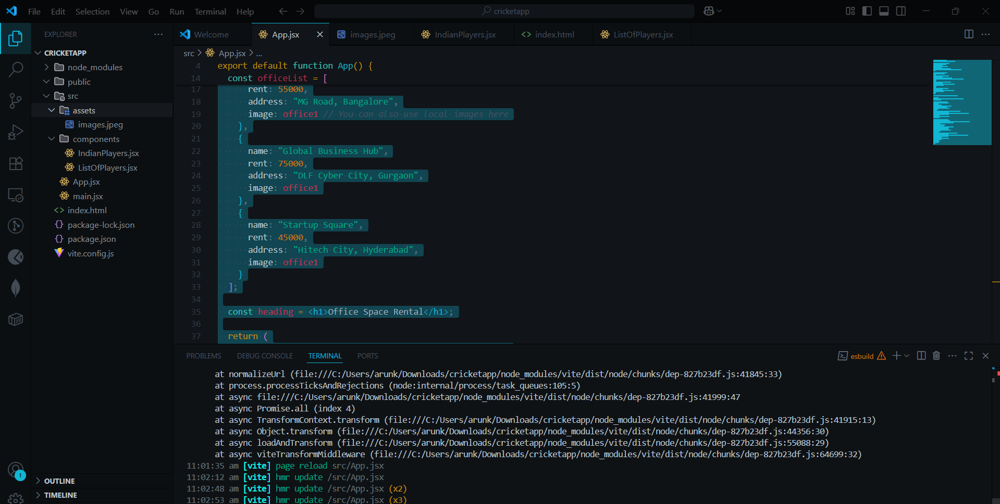 File Edit Selection View Go Run Terminal Help
cricketapp
EXPLORER
CRICKETAPP
node_modules
public
src
assets
images.jpeg
components
IndianPlayers.jsx
ListOfPlayers.jsx
App.jsx
main.jsx
index.html
package-lock.json
package.json
vite.config.js
1
OUTLINE
TIMELINE
Welcome App.jsx images.jpeg IndianPlayers.jsx index.html ListOfPlayers.jsx
src > App.jsx > ...
4 export default function App() {
14 const officeList = [
17 rent: 55000,
18 address: "MG Road, Bangalore",
19 image: office1 // You can also use local images here
20 },
21 {
22 name: "Global Business Hub",
23 rent: 75000,
24 address: "DLF Cyber City, Gurgaon",
25 image: office1
26 },
27 {
28 name: "Startup Square",
29 rent: 45000,
30 address: "Hitech City, Hyderabad",
31 image: office1
32 }
33 ];
34
35 const heading = <h1>Office Space Rental</h1>;
36
37 return (
PROBLEMS DEBUG CONSOLE TERMINAL PORTS
esbuild
at normalizeUrl (file:///C:/Users/arunk/Downloads/cricketapp/node_modules/vite/dist/node/chunks/dep-827b23df.js:41845:33)
at process.processTicksAndRejections (node:internal/process/task_queues:105:5)
at async file:///C:/Users/arunk/Downloads/cricketapp/node_modules/vite/dist/node/chunks/dep-827b23df.js:41999:47
at async Promise.all (index 4)
at async TransformContext.transform (file:///C:/Users/arunk/Downloads/cricketapp/node_modules/vite/dist/node/chunks/dep-827b23df.js:41915:13)
at async Object.transform (file:///C:/Users/arunk/Downloads/cricketapp/node_modules/vite/dist/node/chunks/dep-827b23df.js:44356:30)
at async loadAndTransform (file:///C:/Users/arunk/Downloads/cricketapp/node_modules/vite/dist/node/chunks/dep-827b23df.js:55088:29)
at async viteTransformMiddleware (file:///C:/Users/arunk/Downloads/cricketapp/node_modules/vite/dist/node/chunks/dep-827b23df.js:64699:32)
11:01:35 am [vite] page reload src/App.jsx
11:02:12 am [vite] hmr update /src/App.jsx
11:02:48 am [vite] hmr update /src/App.jsx (x2)
11:02:53 am [vite] hmr update /src/App.jsx (x3)